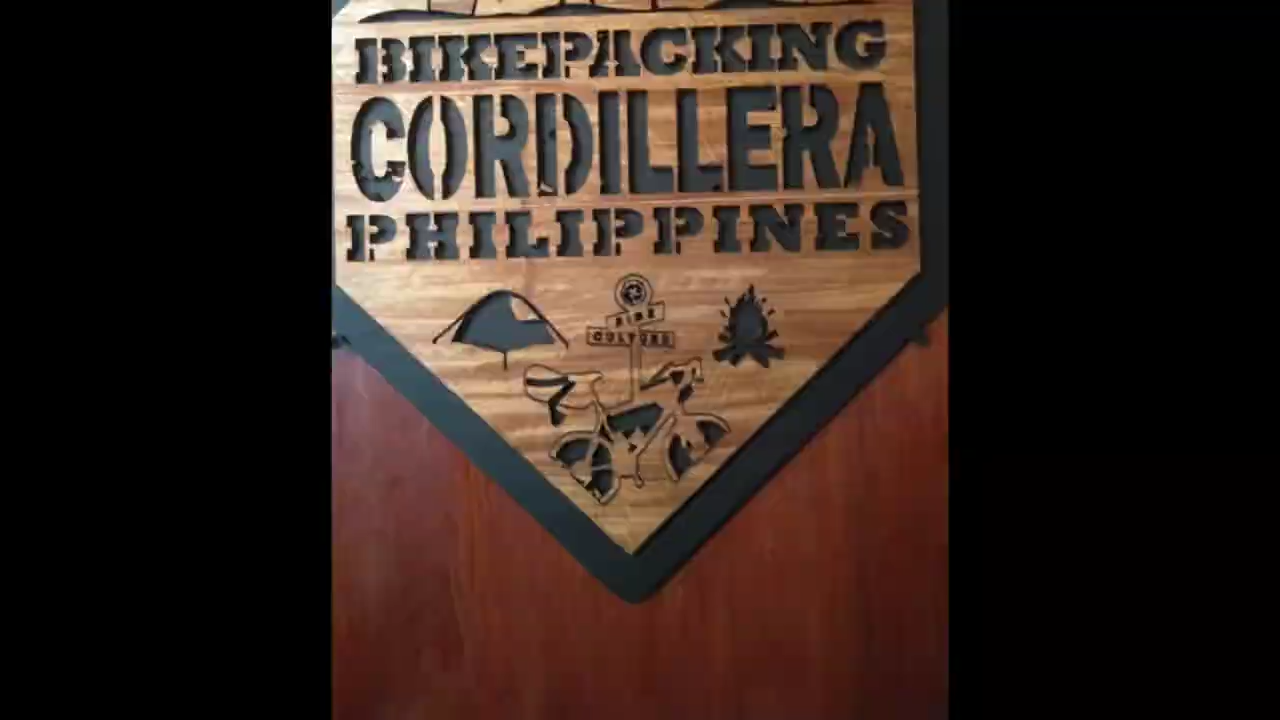 BIKEPACKING
CORDILLERA
PHILIPPINES
BIKE
CULTURE